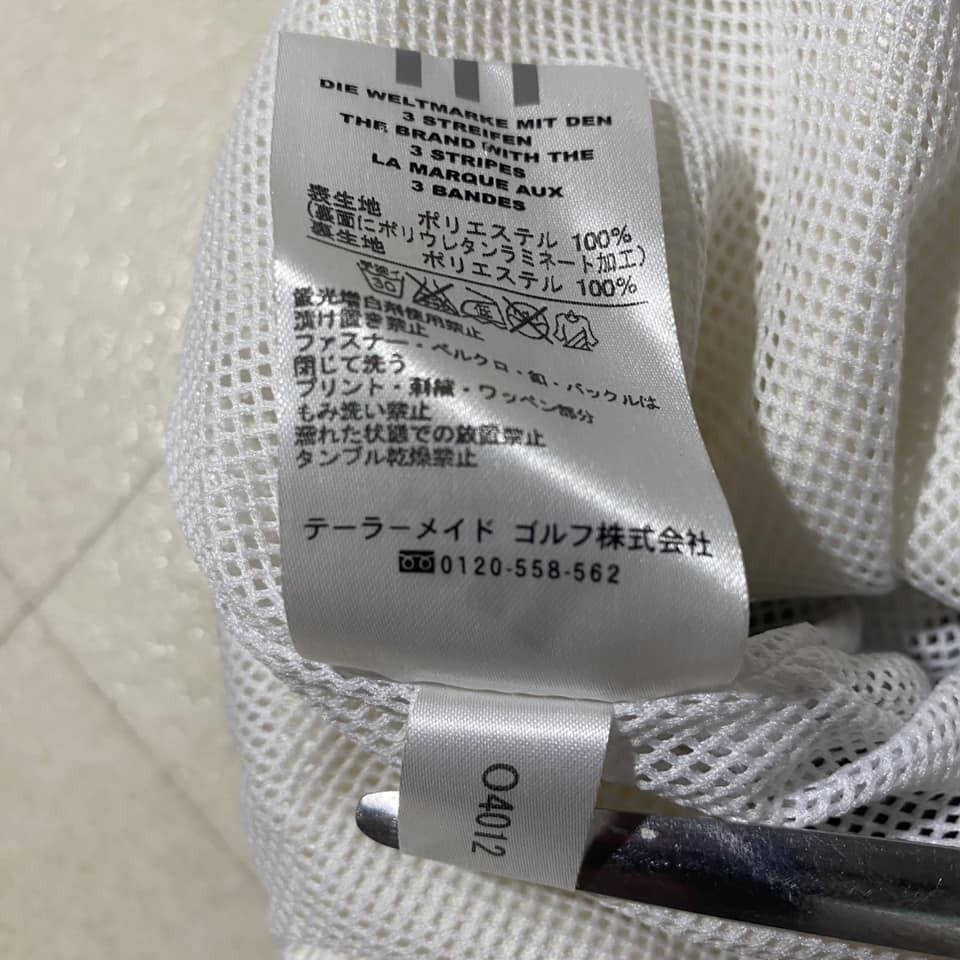 DIE WELTMARKE MIT DEN
3 STREIFEN
THE BRAND WITH THE
3 STRIPES
LA MARQUE AUX
3 BANDES
表生地 ポリエステル 100%
(裏面にポリウレタンラミネート加工)
裏生地 ポリエステル 100%
30
蛍光増白剤使用禁止
漬け置き禁止
ファスナー・ベルクロ・釦・バックルは
閉じて洗う
プリント・刺繍・ワッペン部分
もみ洗い禁止
濡れた状態での放置禁止
タンブル乾燥禁止
テーラーメイド ゴルフ株式会社
0120-558-562
O4012